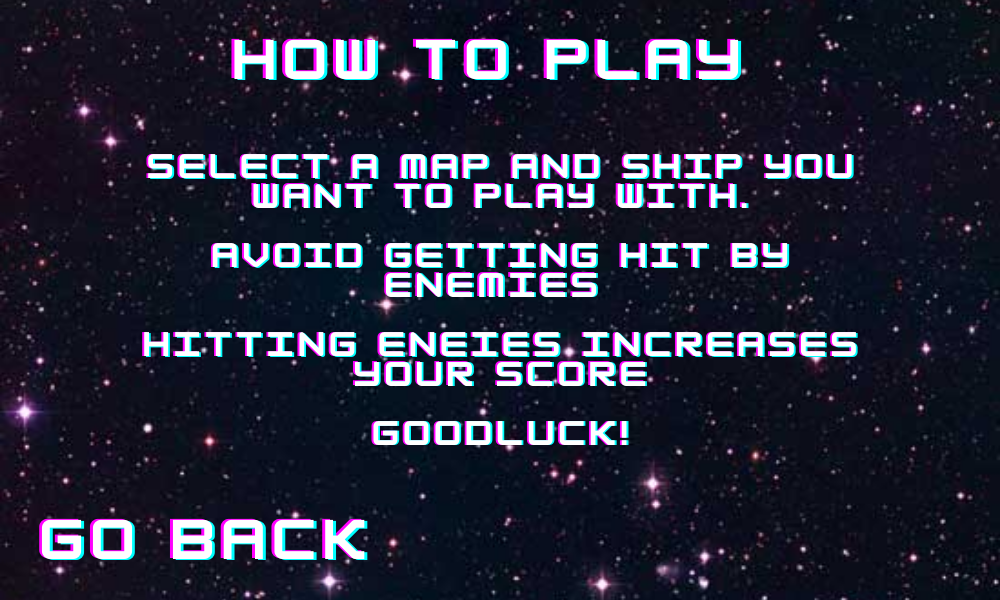 HOW TO PLAY
SELECT A MAP AND SHIP YOU
WANT TO PLAY WITH.
AVOID GETTING HIT BY
ENEMIES
HITTING ENEIES INCREASES
YOUR SCORE
GOODLUCK!
GO BACK